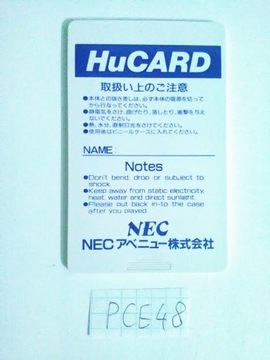 HuCARD
取扱い上のご注意
●本体との抜き差しは、必ず本体の電源を切って
から行なってください。
●静電気をさけ、曲げたり、落したり、衝撃を与え
ないでください。
●熱、水分、直射日光をさけてください。
●使用後はビニールケースに入れてください。
NAME:
Notes
●Don't bend, drop or subject to
shock.
●Keep away from static electricity,
heat, water and direct sunlight.
●Please put back in-to the case
after you played.
NEC
NECアベニュー株式会社
PCE48